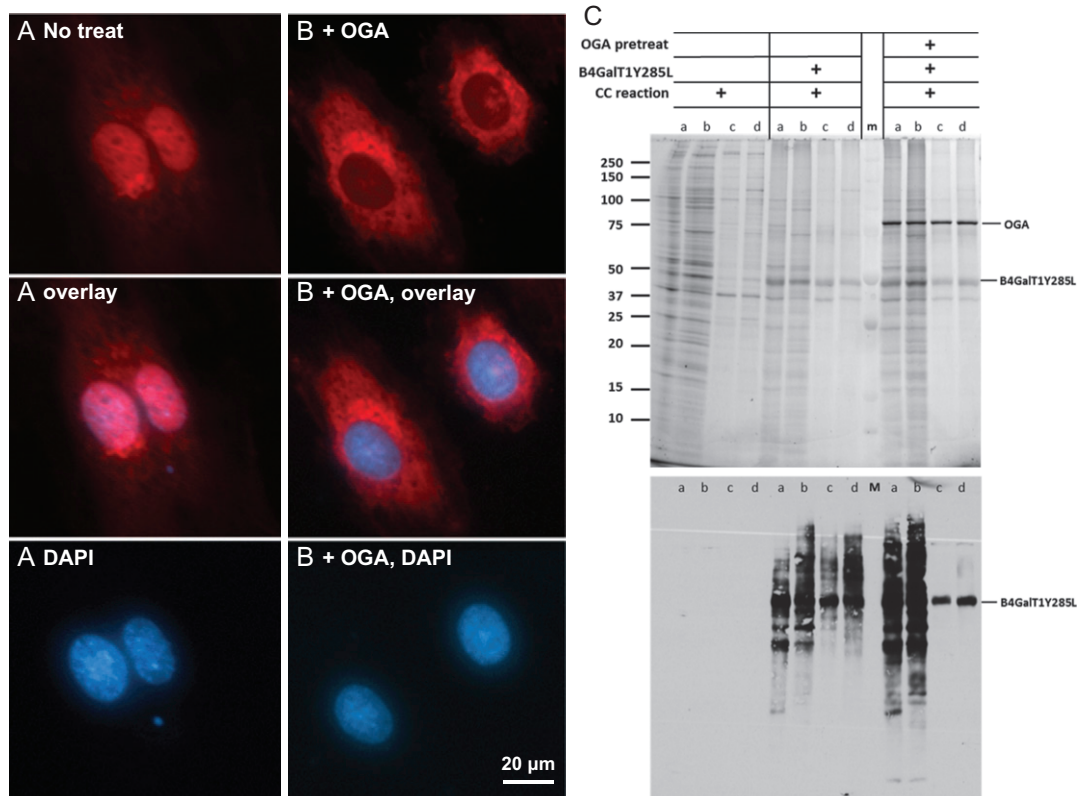 A No treat
B + OGA
A overlay
B + OGA, overlay
A DAPI
B + OGA, DAPI
20 µm
C
OGA pretreat +
B4GalT1Y285L + +
CC reaction + + +
a b c d a b c d m a b c d
250
150
100
75
50
37
25
20
15
10
OGA
B4GalT1Y285L
a b c d a b c d M a b c d
B4GalT1Y285L